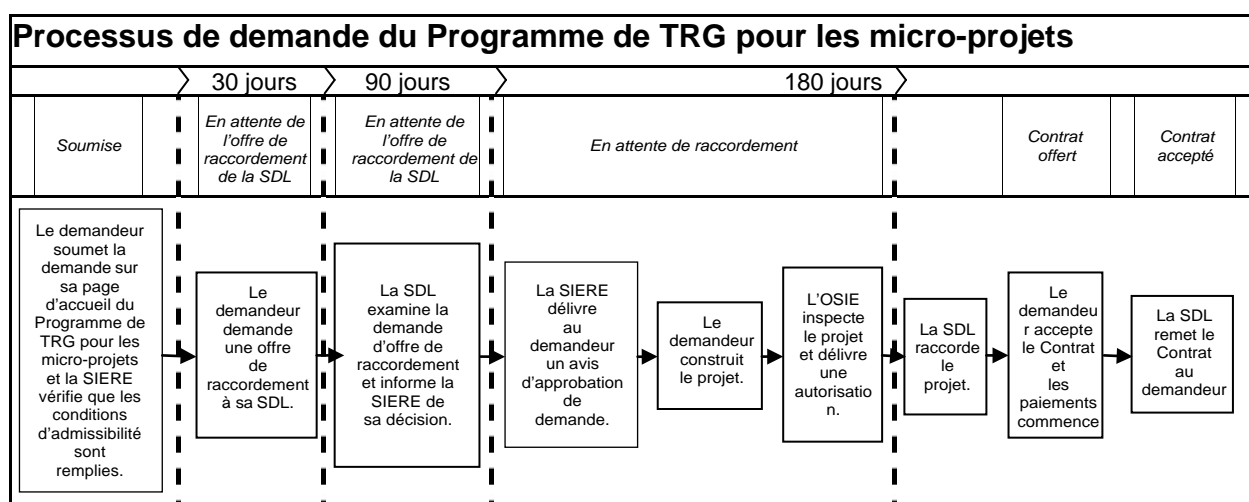 Processus de demande du Programme de TRG pour les micro-projets
30 jours
90 jours
180 jours
Soumise
En attente de
l'offre de
raccordement
de la SDL
En attente de
l'offre de
raccordement de
la SDL
En attente de raccordement
Contrat
offert
Contrat
accepté
Le demandeur
soumet la
demande sur
sa page
d'accueil du
Programme de
TRG pour les
micro-projets
et la SIERE
vérifie que les
conditions
d'admissibilité
sont
remplies.
Le
demandeur
demande
une offre
de
raccordement
à sa SDL.
La SDL
examine la
demande
d'offre de
raccordement
et informe la
SIERE de
sa décision.
La SIERE
délivre
au
demandeur
un avis
d'approbation
de
demande.
Le
demandeur
construit
le projet.
L'OSIE
inspecte
le projet
et délivre
une
autorisatio
n.
La SDL
raccorde
le
projet.
Le
demandeu
r accepte
le Contrat
et
les
paiements
commence
La SDL
remet le
Contrat
au
demandeur